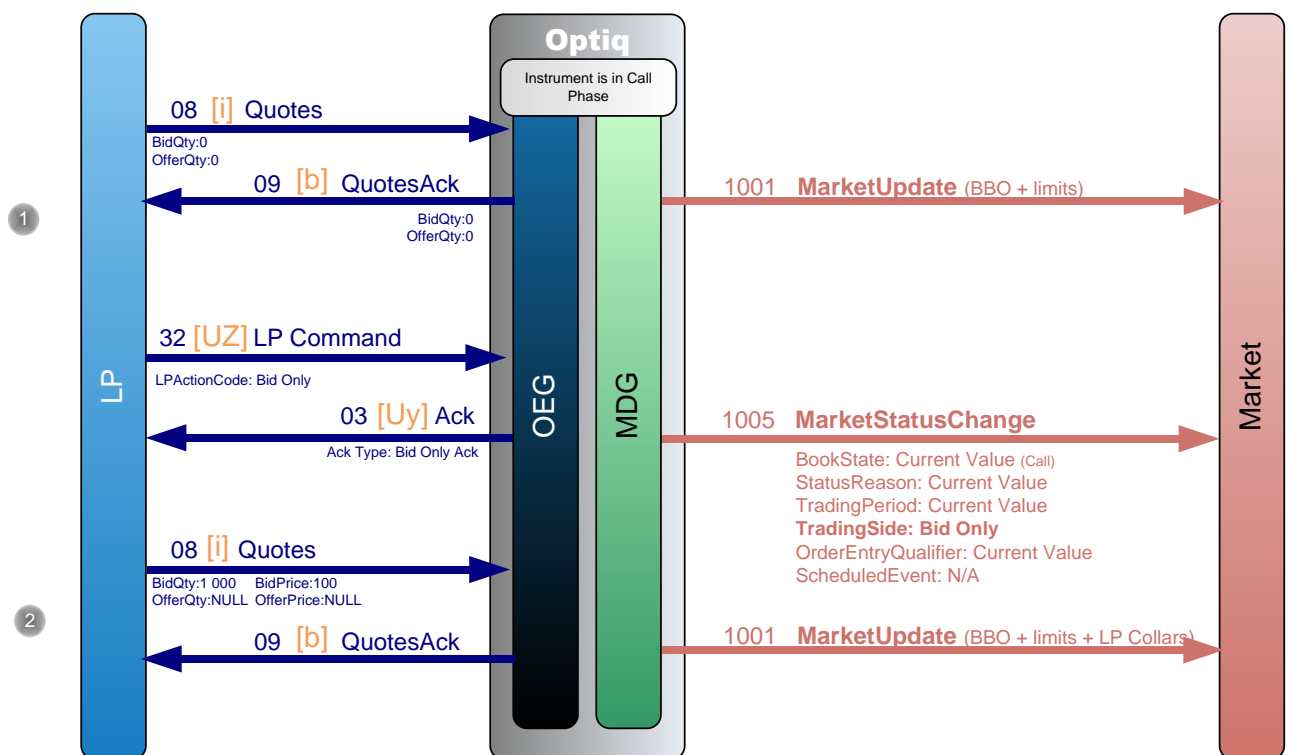 Optiq
Instrument is in Call
Phase
08 [i] Quotes
BidQty:0
OfferQty:0
09 [b] QuotesAck
BidQty:0
OfferQty:0
1001 MarketUpdate (BBO + limits)
1
32 [UZ] LP Command
LPActionCode: Bid Only
LP
OEG
MDG
Market
03 [Uy] Ack
Ack Type: Bid Only Ack
1005 MarketStatusChange
BookState: Current Value (Call)
StatusReason: Current Value
TradingPeriod: Current Value
TradingSide: Bid Only
OrderEntryQualifier: Current Value
ScheduledEvent: N/A
08 [i] Quotes
BidQty:1 000 BidPrice:100
OfferQty:NULL OfferPrice:NULL
2
09 [b] QuotesAck
1001 MarketUpdate (BBO + limits + LP Collars)